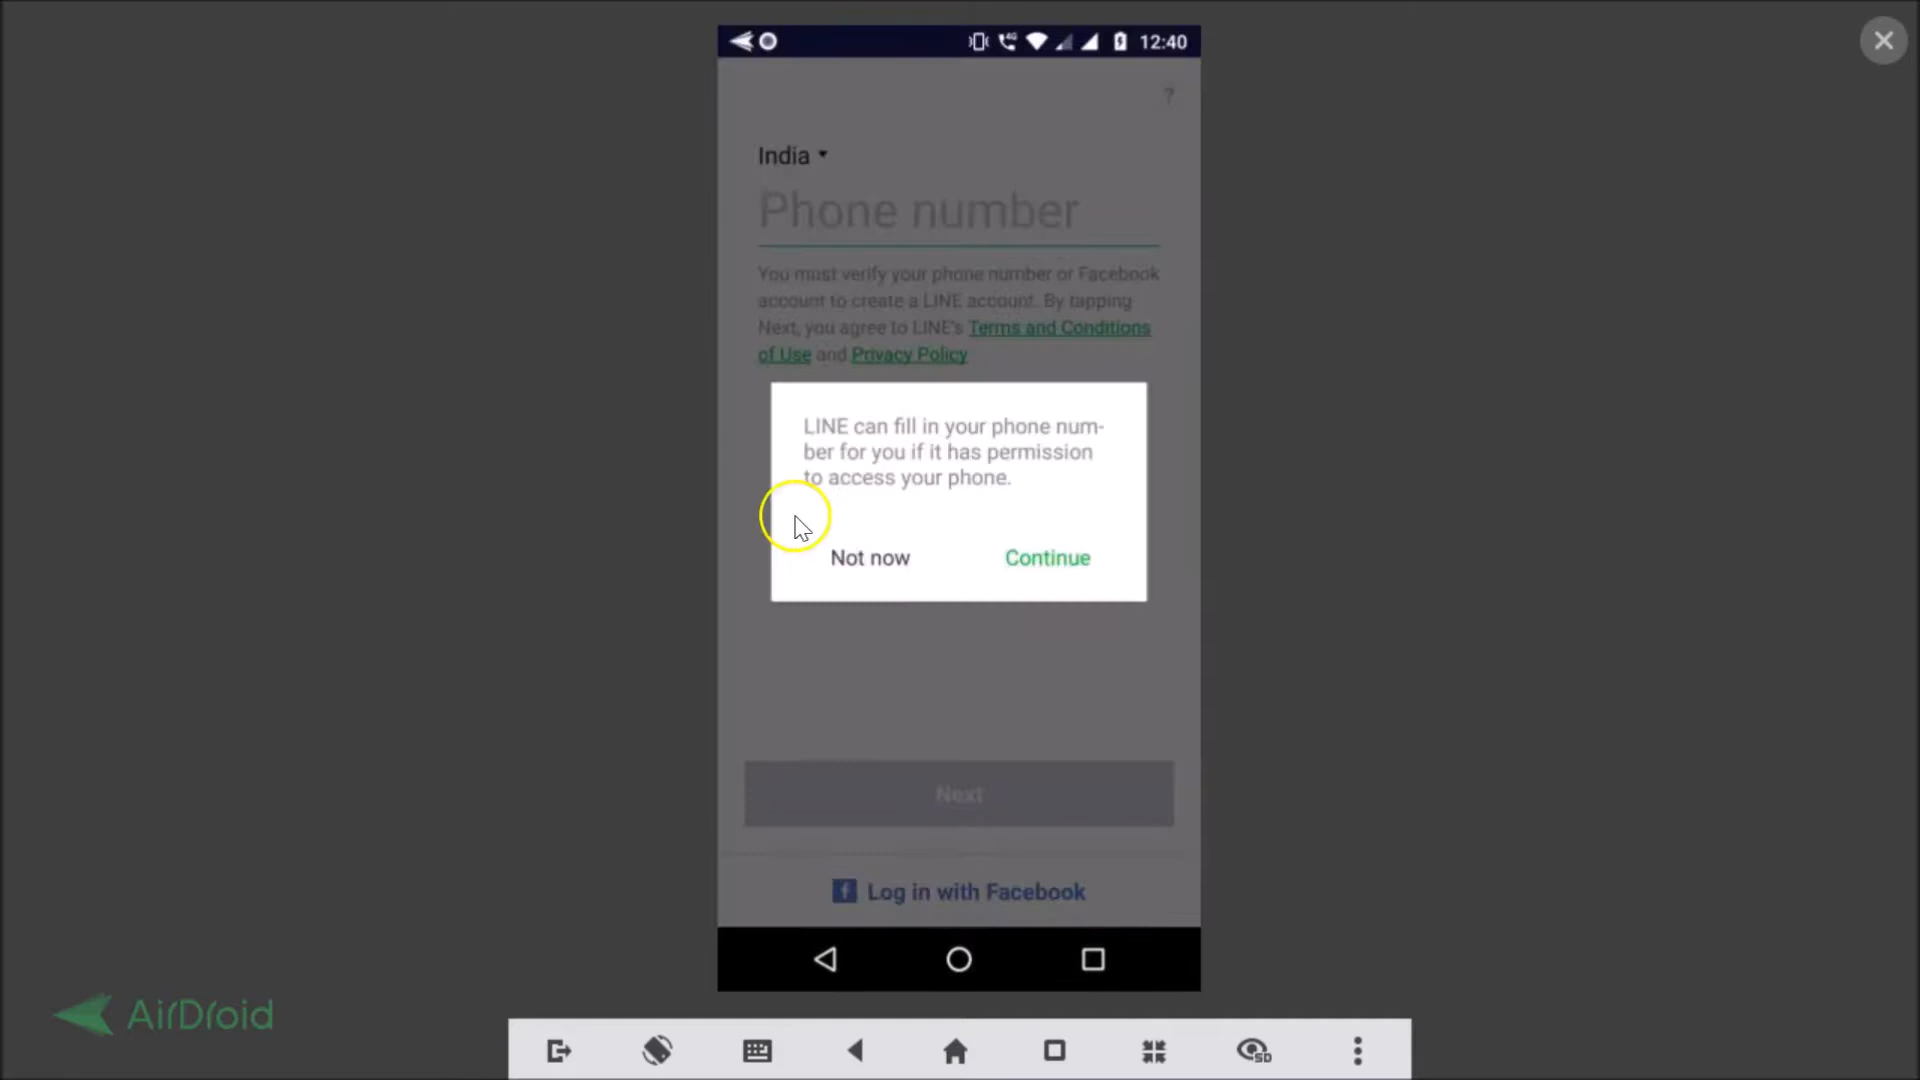 12:40
?
India
Phone number
You must verify your phone number or Facebook
account to create a LINE account. By tapping
Next, you agree to LINE's Terms and Conditions
of Use and Privacy Policy
LINE can fill in your phone num-
ber for you if it has permission
to access your phone.
Not now Continue
Next
f Log in with Facebook
AirDroid
SD